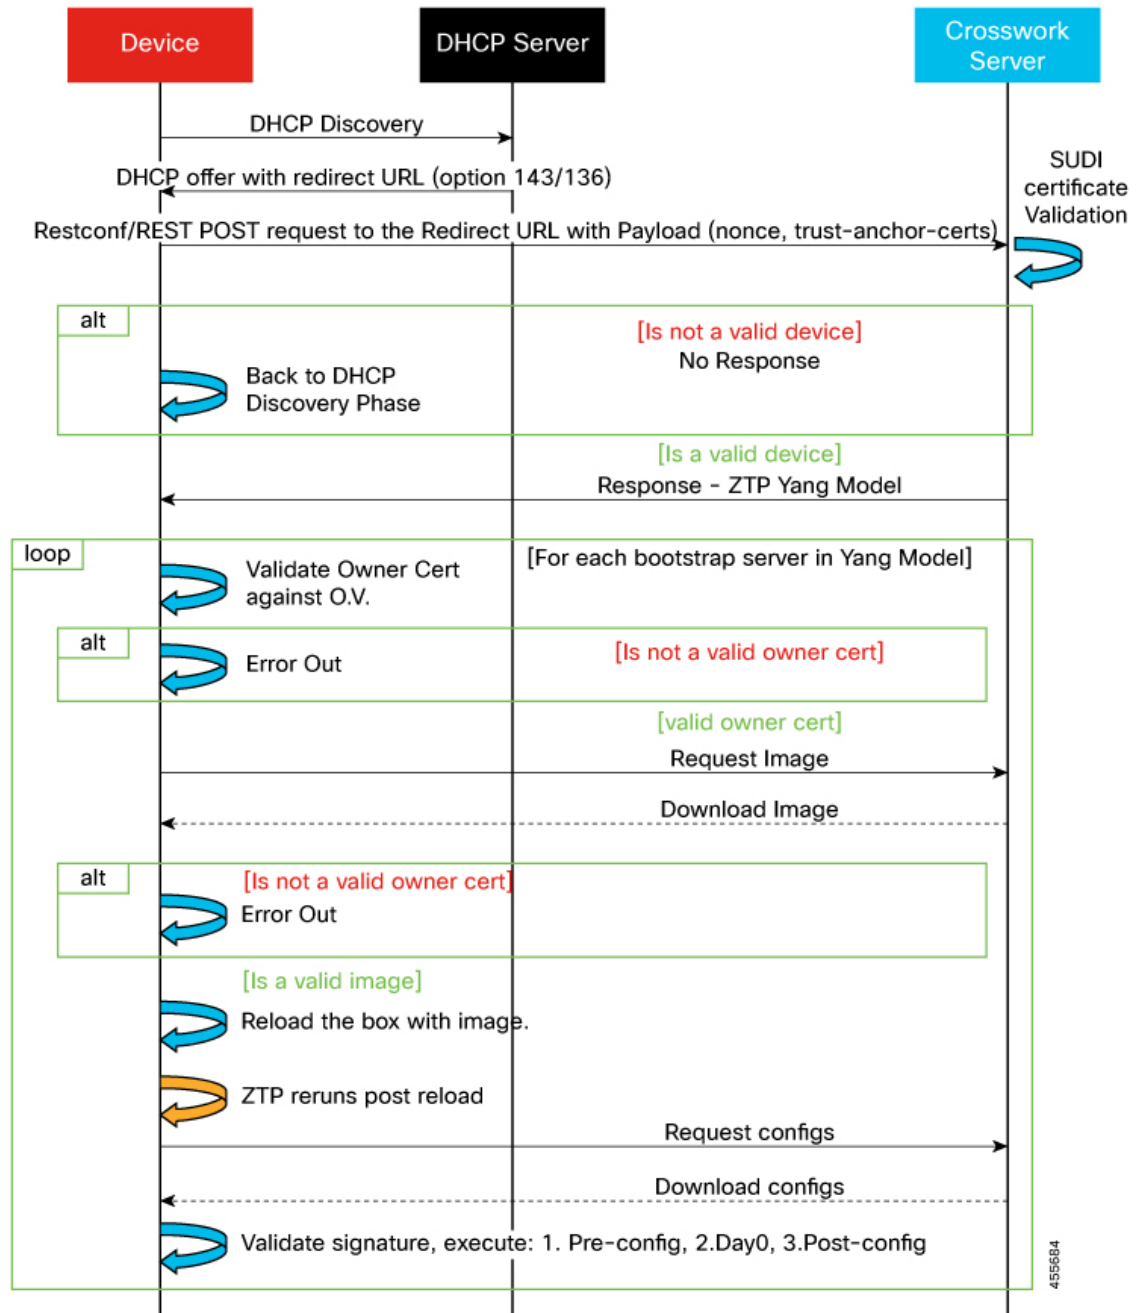 Device
DHCP Server
Crosswork
Server
DHCP Discovery
DHCP offer with redirect URL (option 143/136)
SUDI
certificate
Validation
Restconf/REST POST request to the Redirect URL with Payload (nonce, trust-anchor-certs)
alt
[Is not a valid device]
No Response
Back to DHCP
Discovery Phase
[Is a valid device]
Response - ZTP Yang Model
loop
[For each bootstrap server in Yang Model]
Validate Owner Cert
against O.V.
alt
[Is not a valid owner cert]
Error Out
[valid owner cert]
Request Image
Download Image
alt
[Is not a valid owner cert]
Error Out
[Is a valid image]
Reload the box with image.
ZTP reruns post reload
Request configs
Download configs
Validate signature, execute: 1. Pre-config, 2.Day0, 3.Post-config
455684